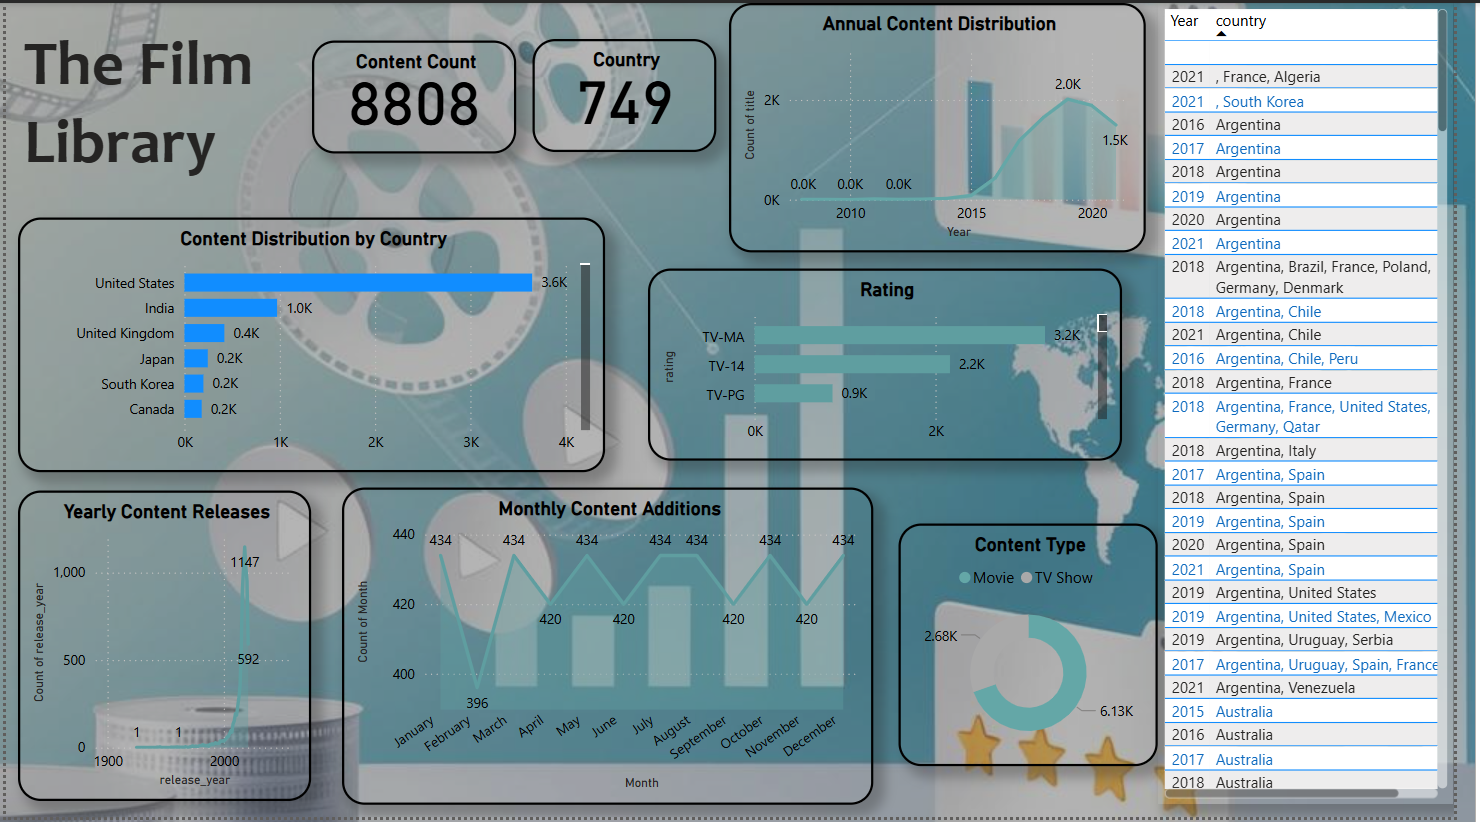 The Film
Library
Content Count
8808
Country
749
Annual Content Distribution
Count of title
2K
0K
0.0K 0.0K 0.0K
2.0K
1.5K
2010 2015 2020
Year
Content Distribution by Country
United States 3.6K
India 1.0K
United Kingdom 0.4K
Japan 0.2K
South Korea 0.2K
Canada 0.2K
0K 1K 2K 3K 4K
Rating
rating
TV-MA 3.2K
TV-14 2.2K
TV-PG 0.9K
0K 2K
Yearly Content Releases
Count of release_year
1,000
500
0
1147
592
1 1
1900 2000
release_year
Monthly Content Additions
Count of Month
440
420
400
434 434 434 434 434 434 434
420 420 420 420
396
January February March April May June July August September October November December
Month
Content Type
Movie TV Show
2.68K
6.13K
Year country
2021 , France, Algeria
2021 , South Korea
2016 Argentina
2017 Argentina
2018 Argentina
2019 Argentina
2020 Argentina
2021 Argentina
2018 Argentina, Brazil, France, Poland,
Germany, Denmark
2018 Argentina, Chile
2021 Argentina, Chile
2016 Argentina, Chile, Peru
2018 Argentina, France
2018 Argentina, France, United States,
Germany, Qatar
2018 Argentina, Italy
2017 Argentina, Spain
2018 Argentina, Spain
2019 Argentina, Spain
2020 Argentina, Spain
2021 Argentina, Spain
2019 Argentina, United States
2019 Argentina, United States, Mexico
2019 Argentina, Uruguay, Serbia
2017 Argentina, Uruguay, Spain, France
2021 Argentina, Venezuela
2015 Australia
2016 Australia
2017 Australia
2018 Australia